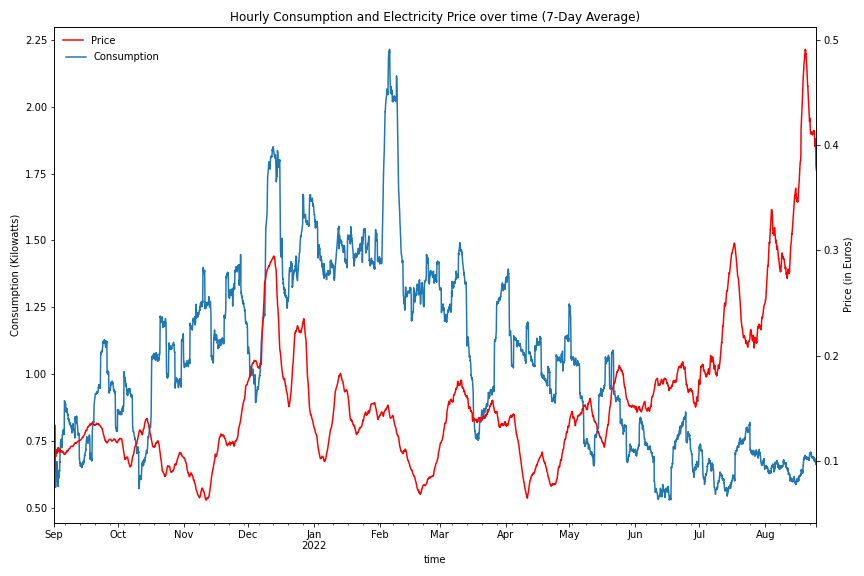 Hourly Consumption and Electricity Price over time (7-Day Average)
Price
Consumption
2.25
2.00
1.75
1.50
1.25
1.00
0.75
0.50
Consumption (Kilowatts)
0.5
0.4
0.3
0.2
0.1
Price (in Euros)
Sep Oct Nov Dec Jan Feb Mar Apr May Jun Jul Aug
2022
time